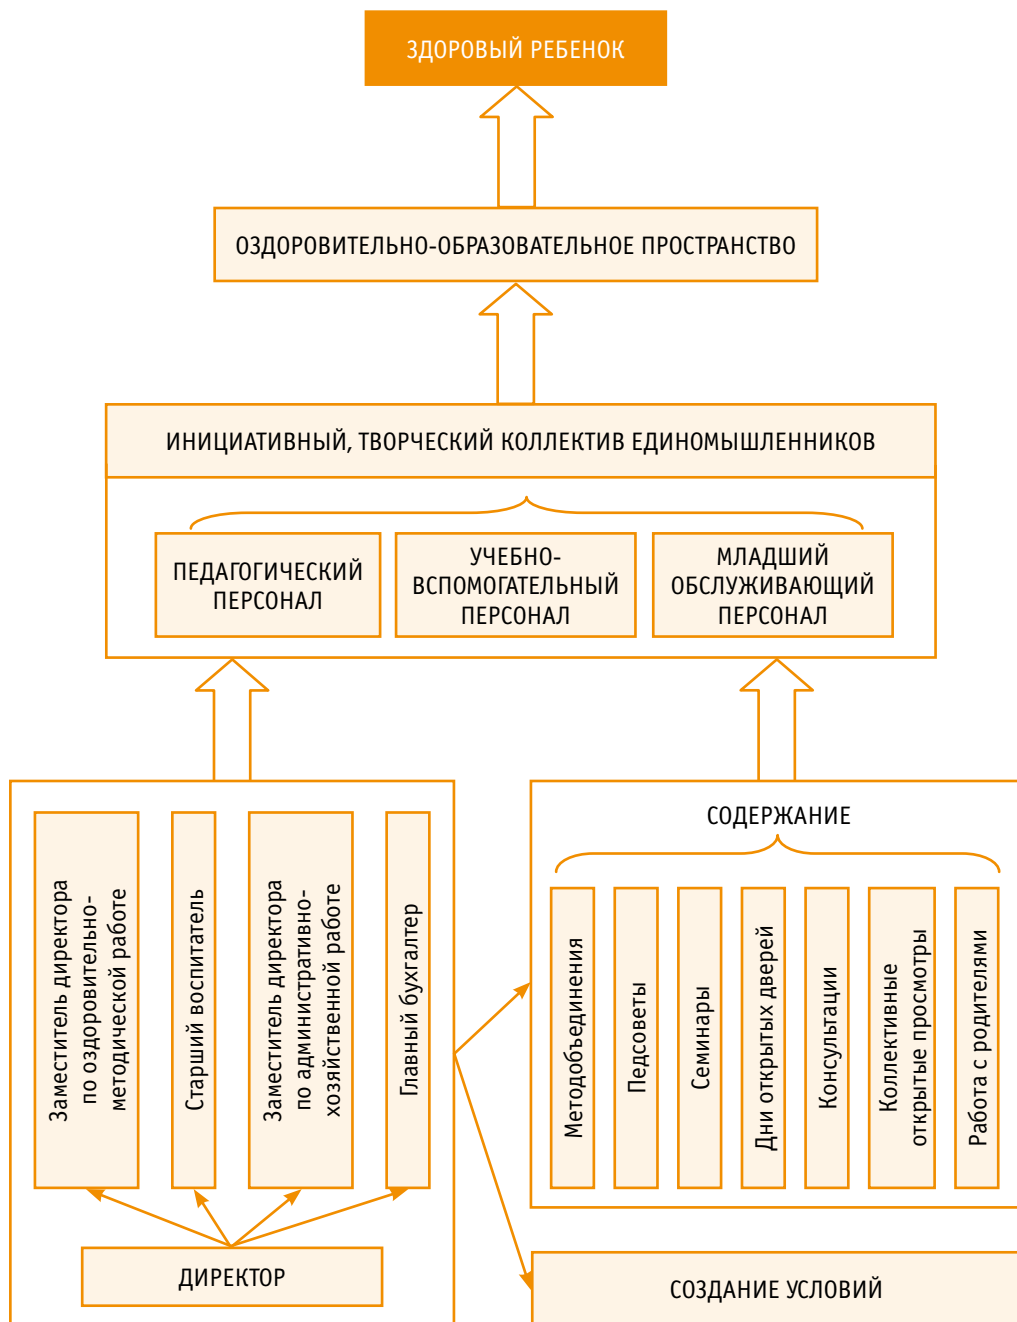 ЗДОРОВЫЙ РЕБЕНОК
ОЗДОРОВИТЕЛЬНО-ОБРАЗОВАТЕЛЬНОЕ ПРОСТРАНСТВО
ИНИЦИАТИВНЫЙ, ТВОРЧЕСКИЙ КОЛЛЕКТИВ ЕДИНОМЫШЛЕННИКОВ
ПЕДАГОГИЧЕСКИЙ
ПЕРСОНАЛ
УЧЕБНО-
ВСПОМОГАТЕЛЬНЫЙ
ПЕРСОНАЛ
МЛАДШИЙ
ОБСЛУЖИВАЮЩИЙ
ПЕРСОНАЛ
Заместитель директора
по оздоровительно-
методической работе
Старший воспитатель
Заместитель директора
по административно-
хозяйственной работе
Главный бухгалтер
ДИРЕКТОР
СОДЕРЖАНИЕ
Методобъединения
Педсоветы
Семинары
Дни открытых дверей
Консультации
Коллективные
открытые просмотры
Работа с родителями
СОЗДАНИЕ УСЛОВИЙ